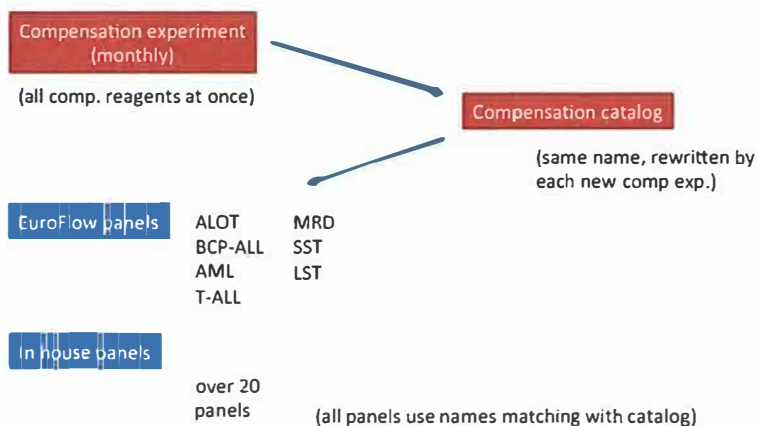 Compensation experiment
(monthly)
(all comp. reagents at once)
Compensation catalog
(same name, rewritten by
each new comp exp.)
EuroFlow panels
ALOT MRD
BCP-ALL SST
AML LST
T-ALL
In house panels
over 20
panels
(all panels use names matching with catalog)